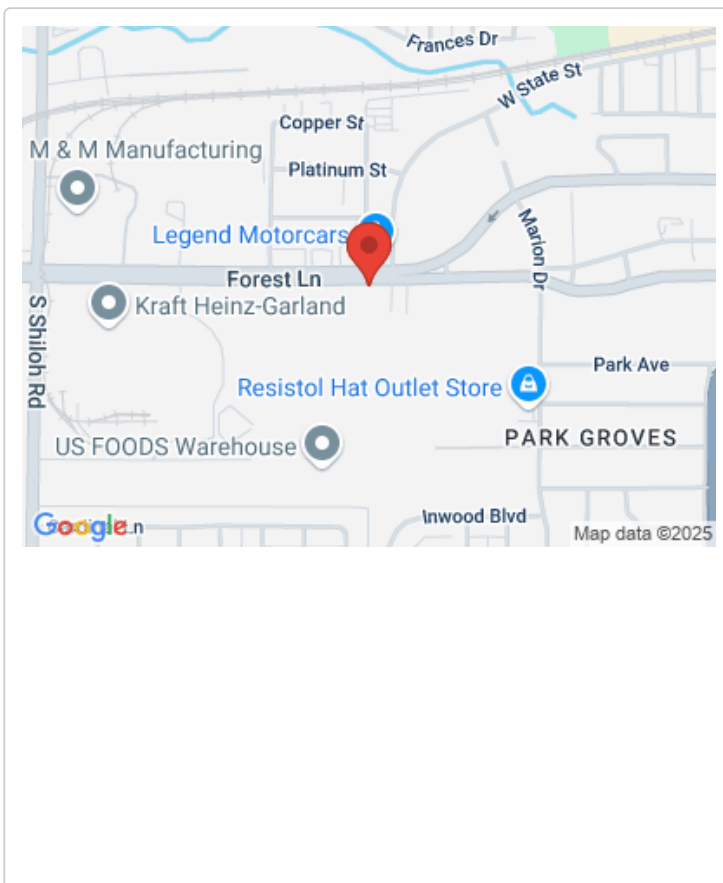 Frances Dr
W State St
Copper St
M & M Manufacturing
Platinum St
Marion Dr
Legend Motorcars
Forest Ln
Kraft Heinz-Garland
S Shiloh Rd
Park Ave
Resistol Hat Outlet Store
PARK GROVES
US FOODS Warehouse
Inwood Blvd
Google
Map data ©2025